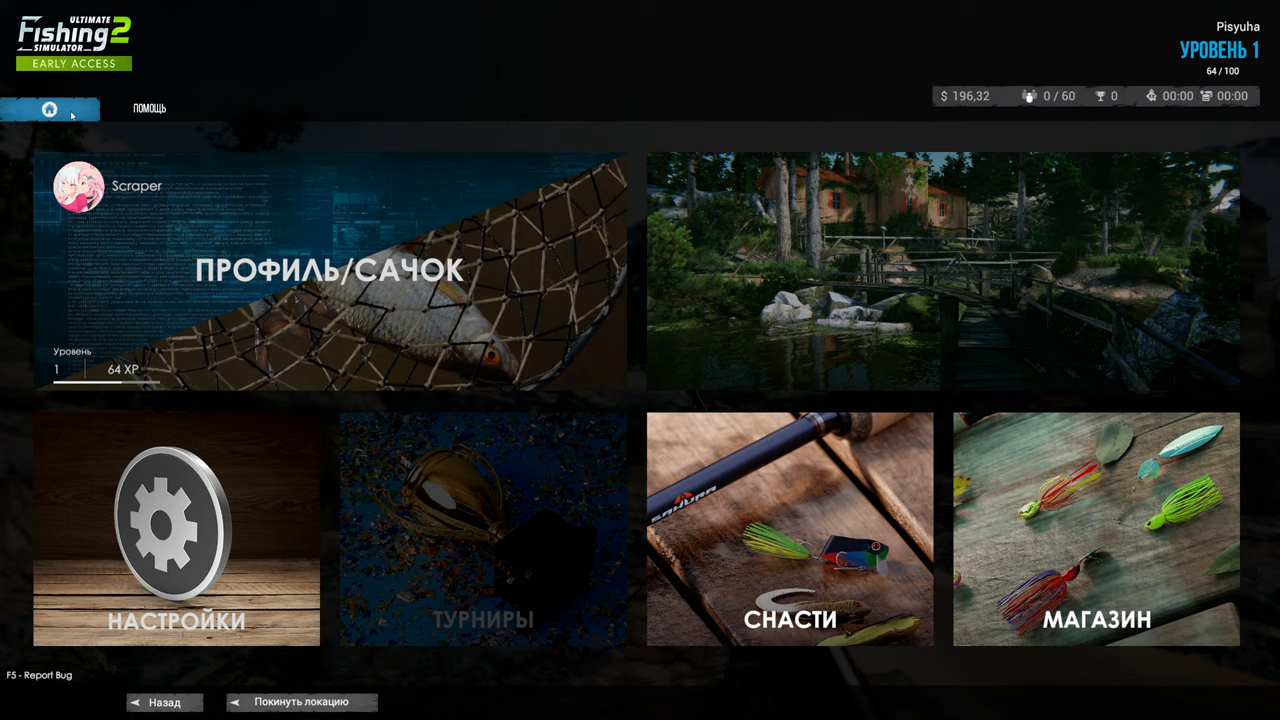 ULTIMATE
Fishing 2
SIMULATOR
EARLY ACCESS
Pisyuha
УРОВЕНЬ 1
64 / 100
ПОМОЩЬ
$ 196,32
0 / 60
0
00:00
00:00
Scraper
ПРОФИЛЬ/САЧОК
Уровень
1
64 XP
НАСТРОЙКИ
ТУРНИРЫ
SAKURA
СНАСТИ
МАГАЗИН
F5 - Report Bug
Назад
Покинуть локацию